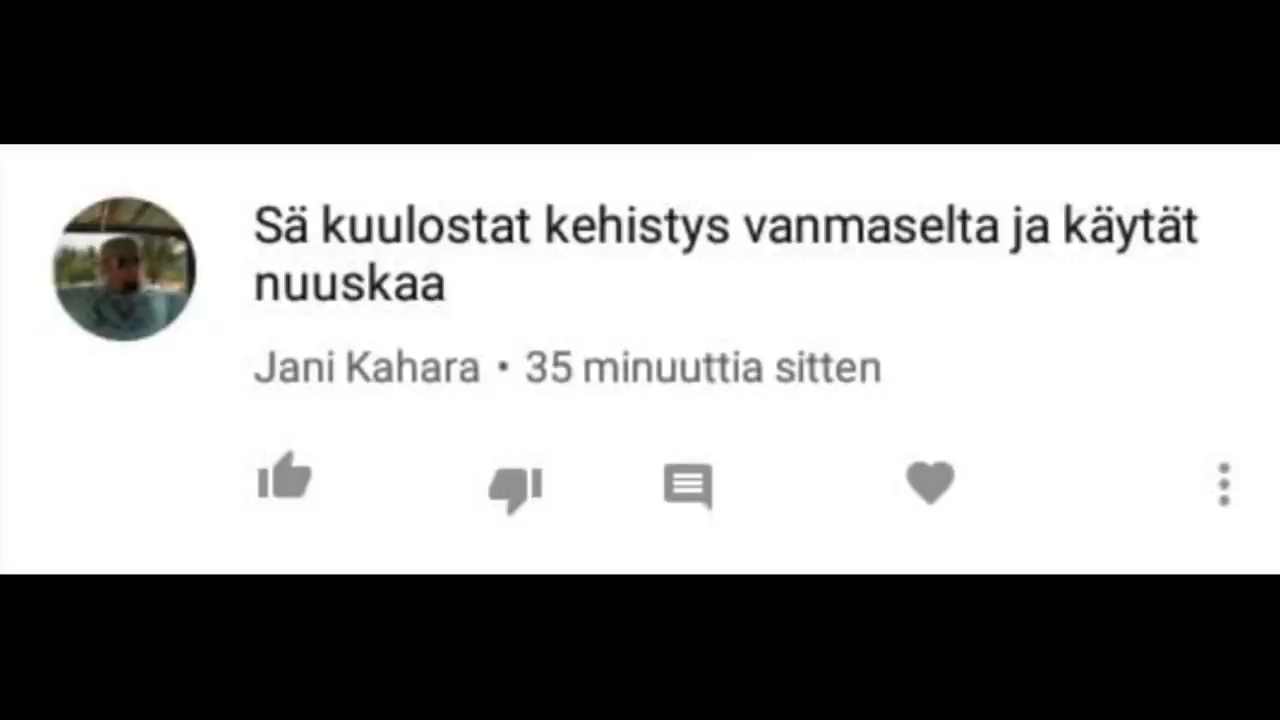 Sä kuulostat kehistys vanmaselta ja käytät
nuuskaa
Jani Kahara • 35 minuuttia sitten